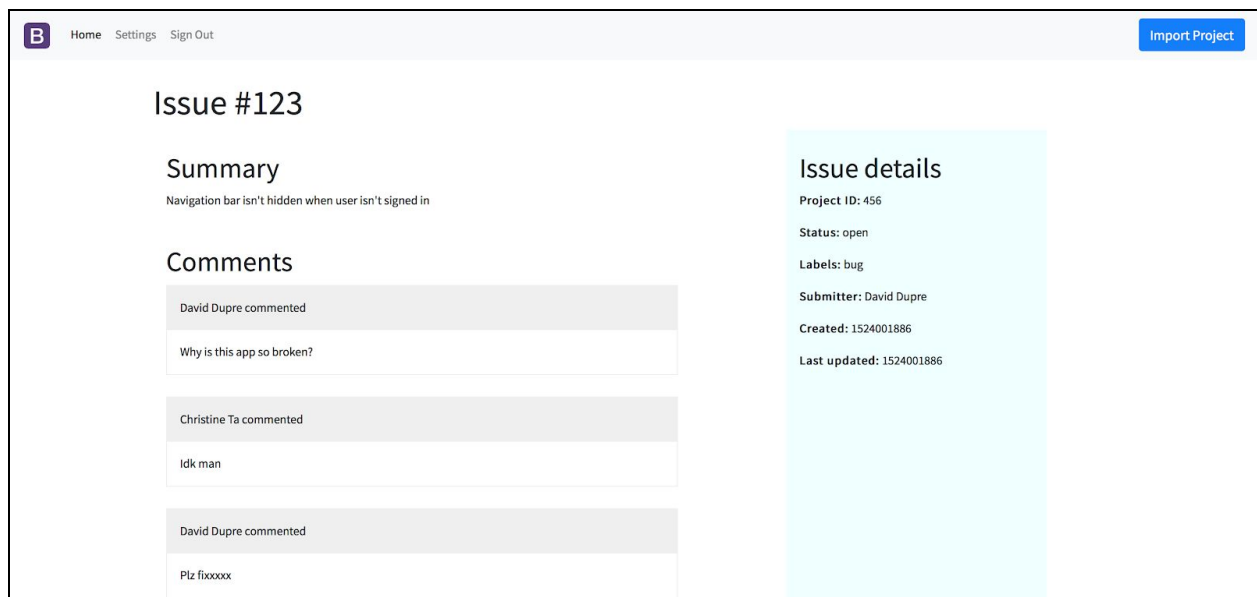 B Home Settings Sign Out Import Project
Issue #123
Summary
Navigation bar isn't hidden when user isn't signed in
Comments
David Dupre commented
Why is this app so broken?
Christine Ta commented
Idk man
David Dupre commented
Plz fixxxxx
Issue details
Project ID: 456
Status: open
Labels: bug
Submitter: David Dupre
Created: 1524001886
Last updated: 1524001886